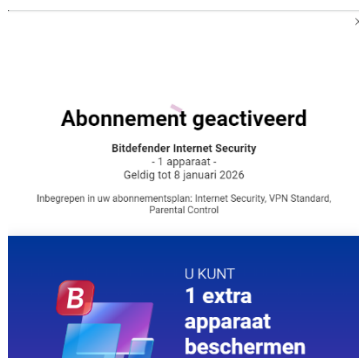 Abonnement geactiveerd
Bitdefender Internet Security
- 1 apparaat -
Geldig tot 8 januari 2026
Inbegrepen in uw abonnementsplan: Internet Security, VPN Standard,
Parental Control
U KUNT
1 extra
apparaat
beschermen
B